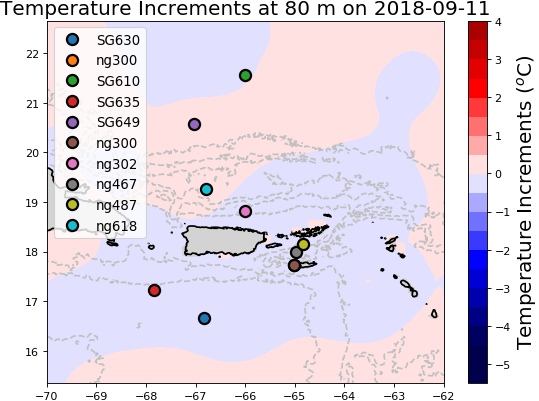 Temperature Increments at 80 m on 2018-09-11
SG630
ng300
SG610
SG635
SG649
ng300
ng302
ng467
ng487
ng618
22
21
20
19
18
17
16
−70
−69
−68
−67
−66
−65
−64
−63
−62
4
3
2
1
0
−1
−2
−3
−4
−5
Temperature Increments (°C)